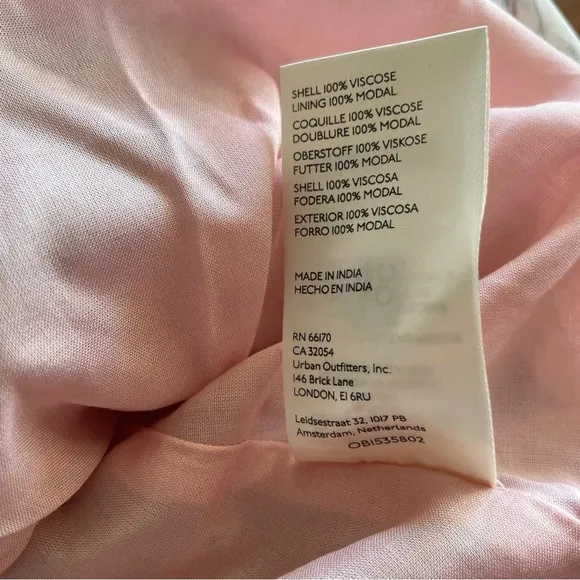 SHELL 100% VISCOSE
LINING 100% MODAL
COQUILLE 100% VISCOSE
DOUBLURE 100% MODAL
OBERSTOFF 100% VISKOSE
FUTTER 100% MODAL
SHELL 100% VISCOSA
FODERA 100% MODAL
EXTERIOR 100% VISCOSA
FORRO 100% MODAL
MADE IN INDIA
HECHO EN INDIA
RN 66170
CA 32054
Urban Outfitters, Inc.
146 Brick Lane
LONDON, E1 6RU
Leidsestraat 32, 1017 PB
Amsterdam, Netherlands
OB1535802